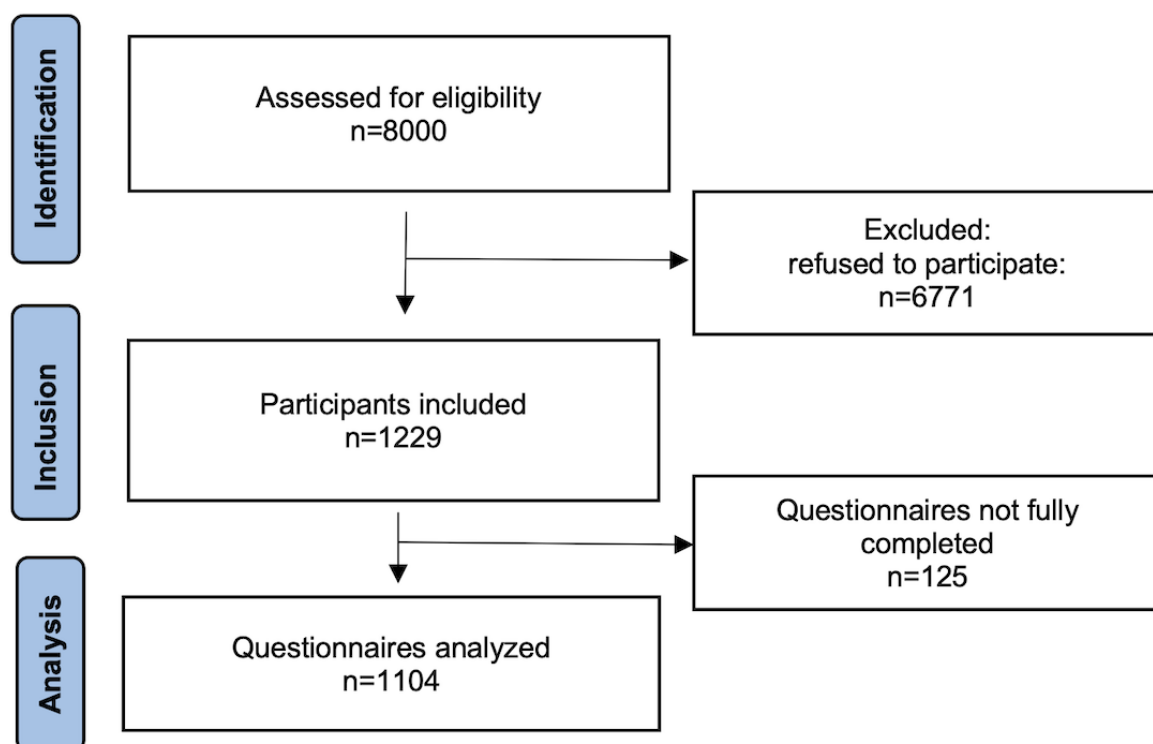 Identification
Assessed for eligibility
n=8000
Excluded:
refused to participate:
n=6771
Inclusion
Participants included
n=1229
Questionnaires not fully
completed
n=125
Analysis
Questionnaires analyzed
n=1104